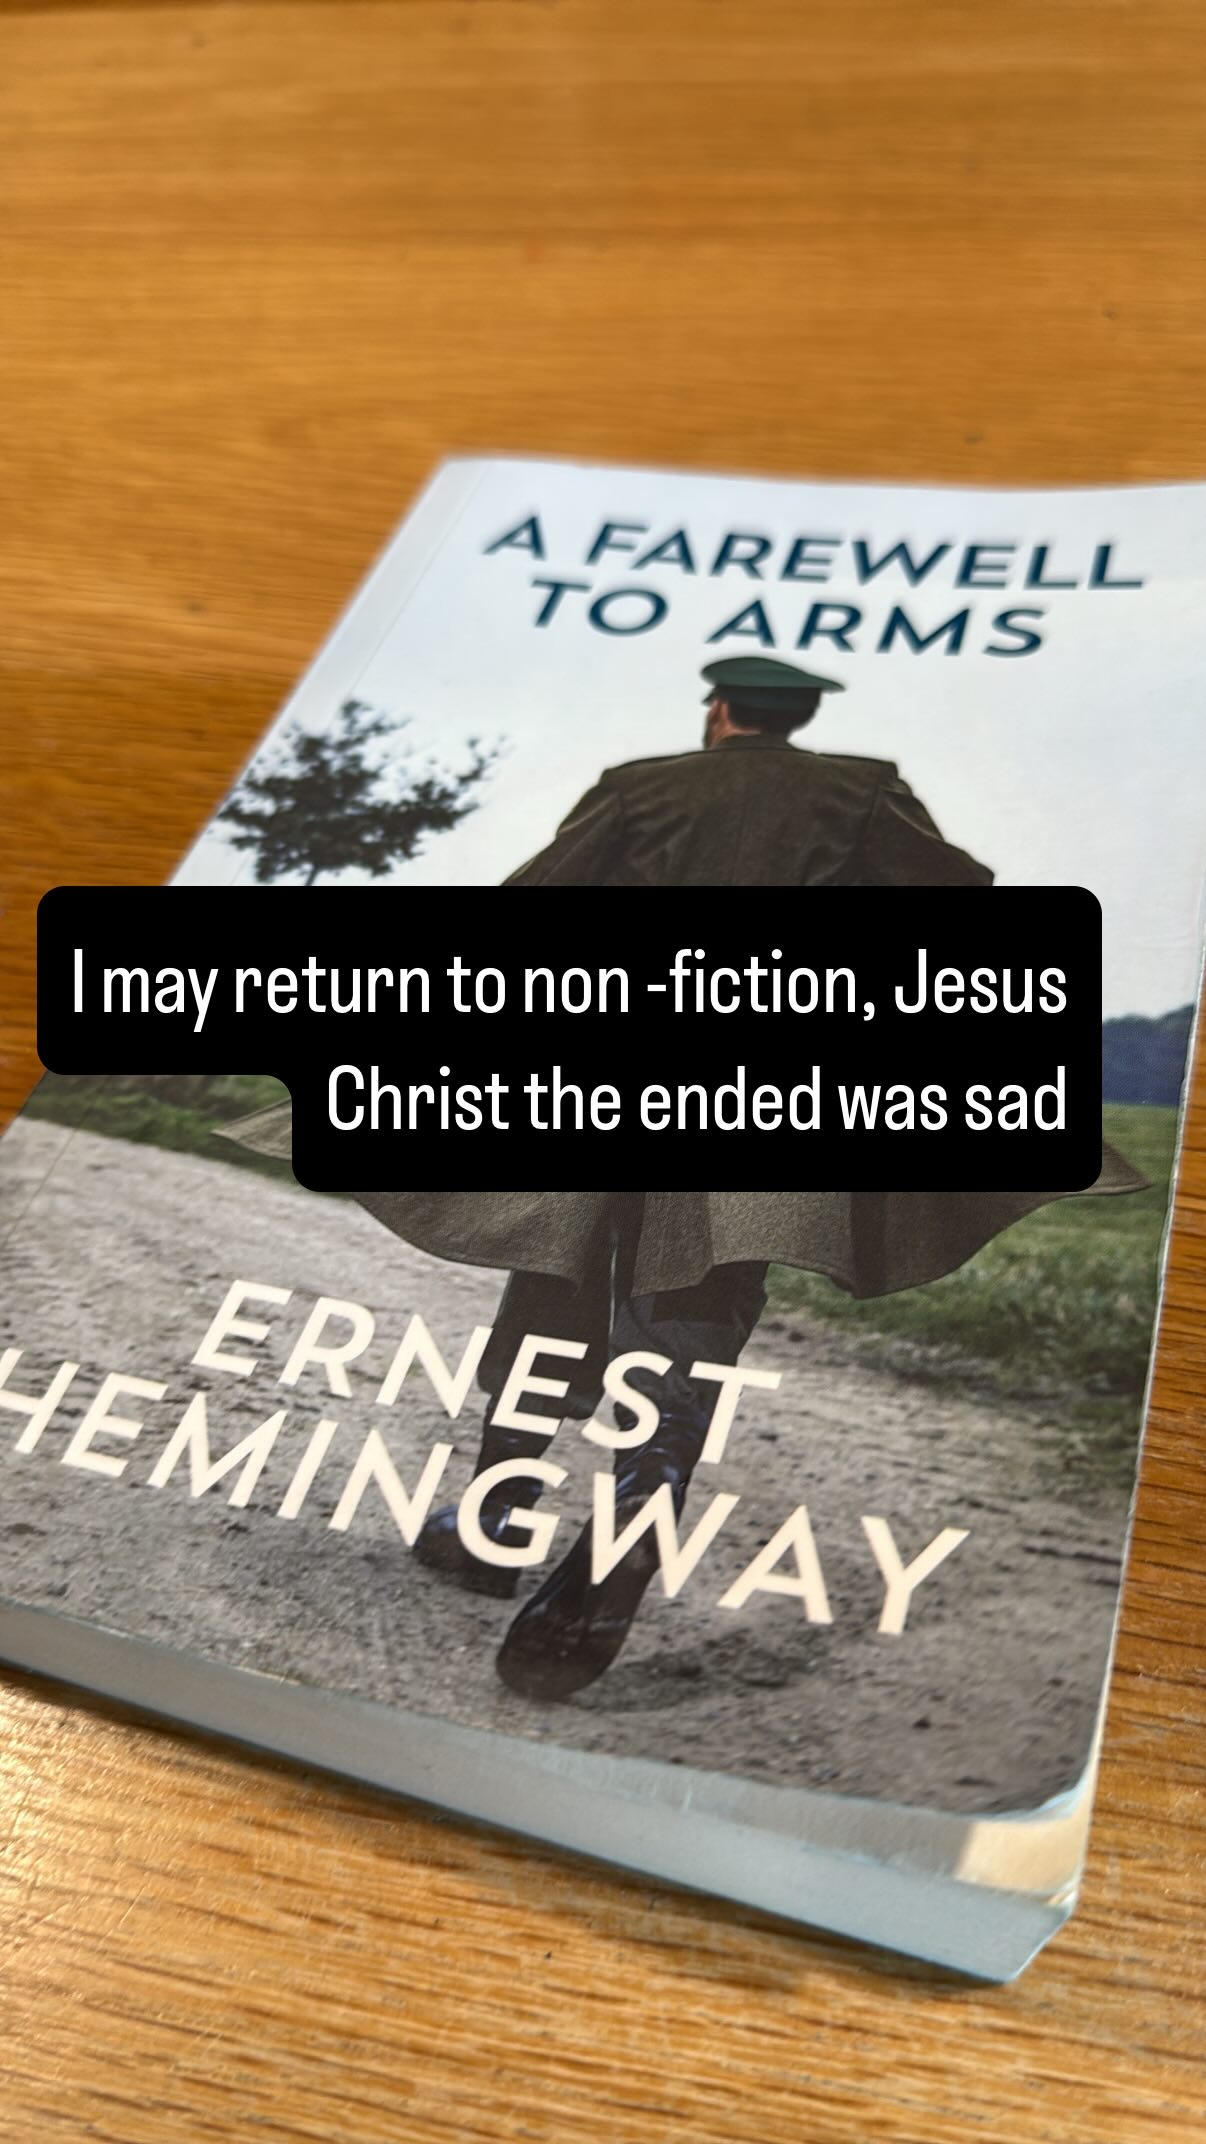 A FAREWELL
TO ARMS
I may return to non -fiction, Jesus
Christ the ended was sad
ERNEST
HEMINGWAY